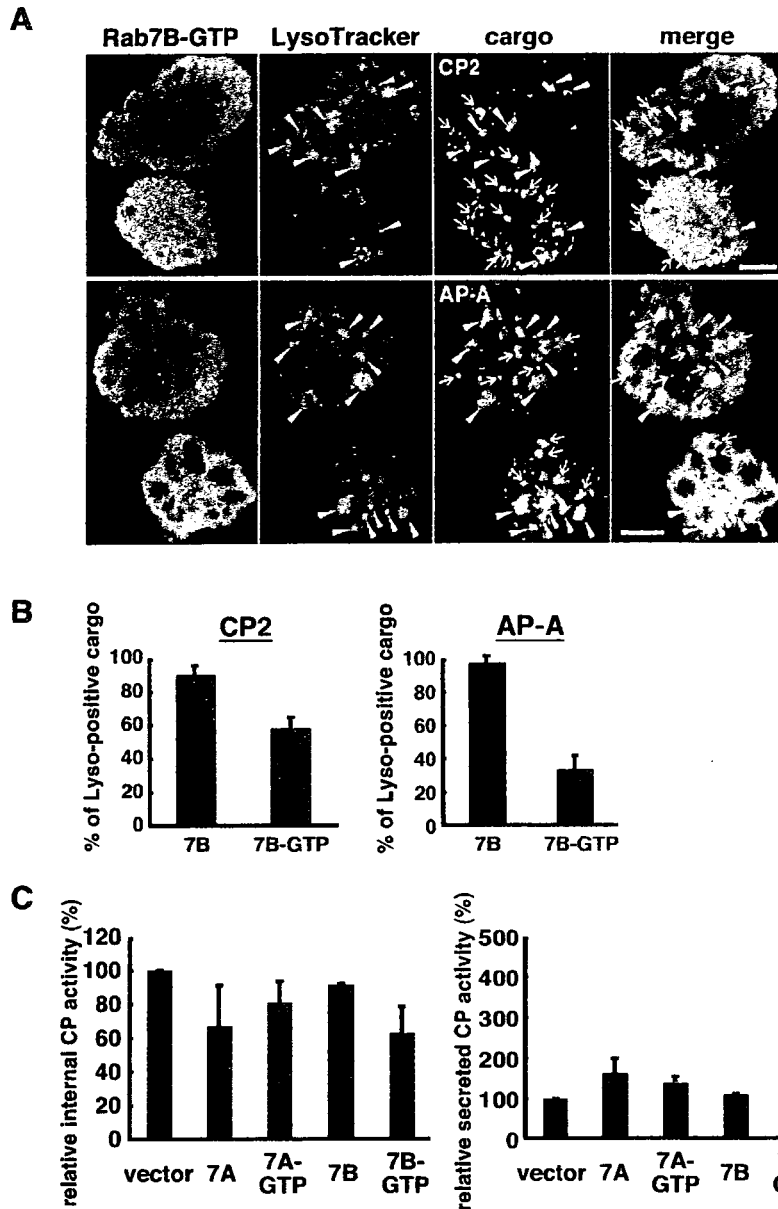 A
Rab7B-GTP LysoTracker cargo merge
CP2
AP-A
B
CP2
% of Lyso-positive cargo
100
80
60
40
20
0
7B 7B-GTP
AP-A
% of Lyso-positive cargo
100
80
60
40
20
0
7B 7B-GTP
C
relative internal CP activity (%)
120
100
80
60
40
20
0
vector 7A 7A-GTP 7B 7B-GTP
relative secreted CP activity (%)
500
400
300
200
100
0
vector 7A 7A-GTP 7B